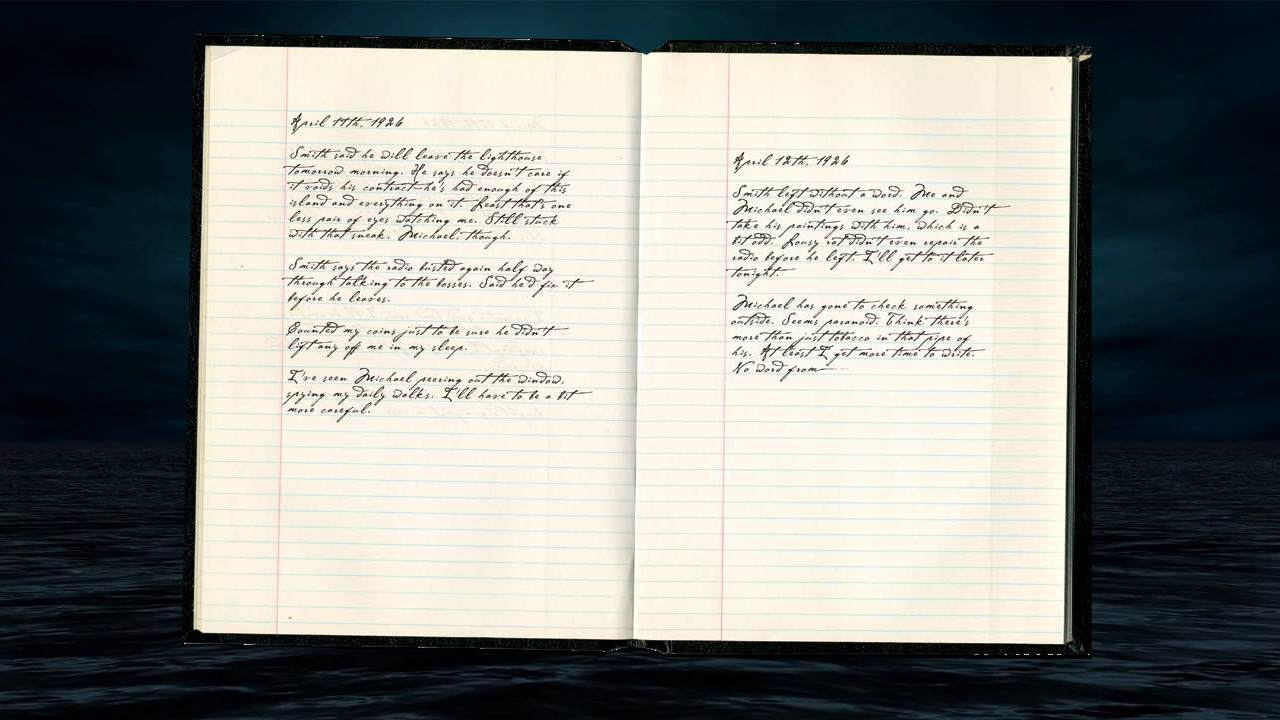 April 11th, 1926
Smith said he will leave the lighthouse
tomorrow morning. He says he doesn't care if
it voids his contract-he's had enough of this
island and everything on it. Least that's one
less pair of eyes watching me. Still stuck
with that sneak, Michael, though.
Smith says the radio busted again half way
through talking to the bosses. Said he'd fix it
before he leaves.
Counted my coins just to be sure he didn't
lift any off me in my sleep.
I've seen Michael peering out the window,
spying my daily walks. I'll have to be a bit
more careful.
April 12th, 1926
Smith left without a word. Me and
Michael didn't even see him go. Didn't
take his paintings with him, which is a
bit odd. Lousy rat didn't even repair the
radio before he left. I'll get to it later
tonight.
Michael has gone to check something
outside. Seems paranoid. Think there's
more than just tobacco in that pipe of
his. At least I get more time to write.
No word from